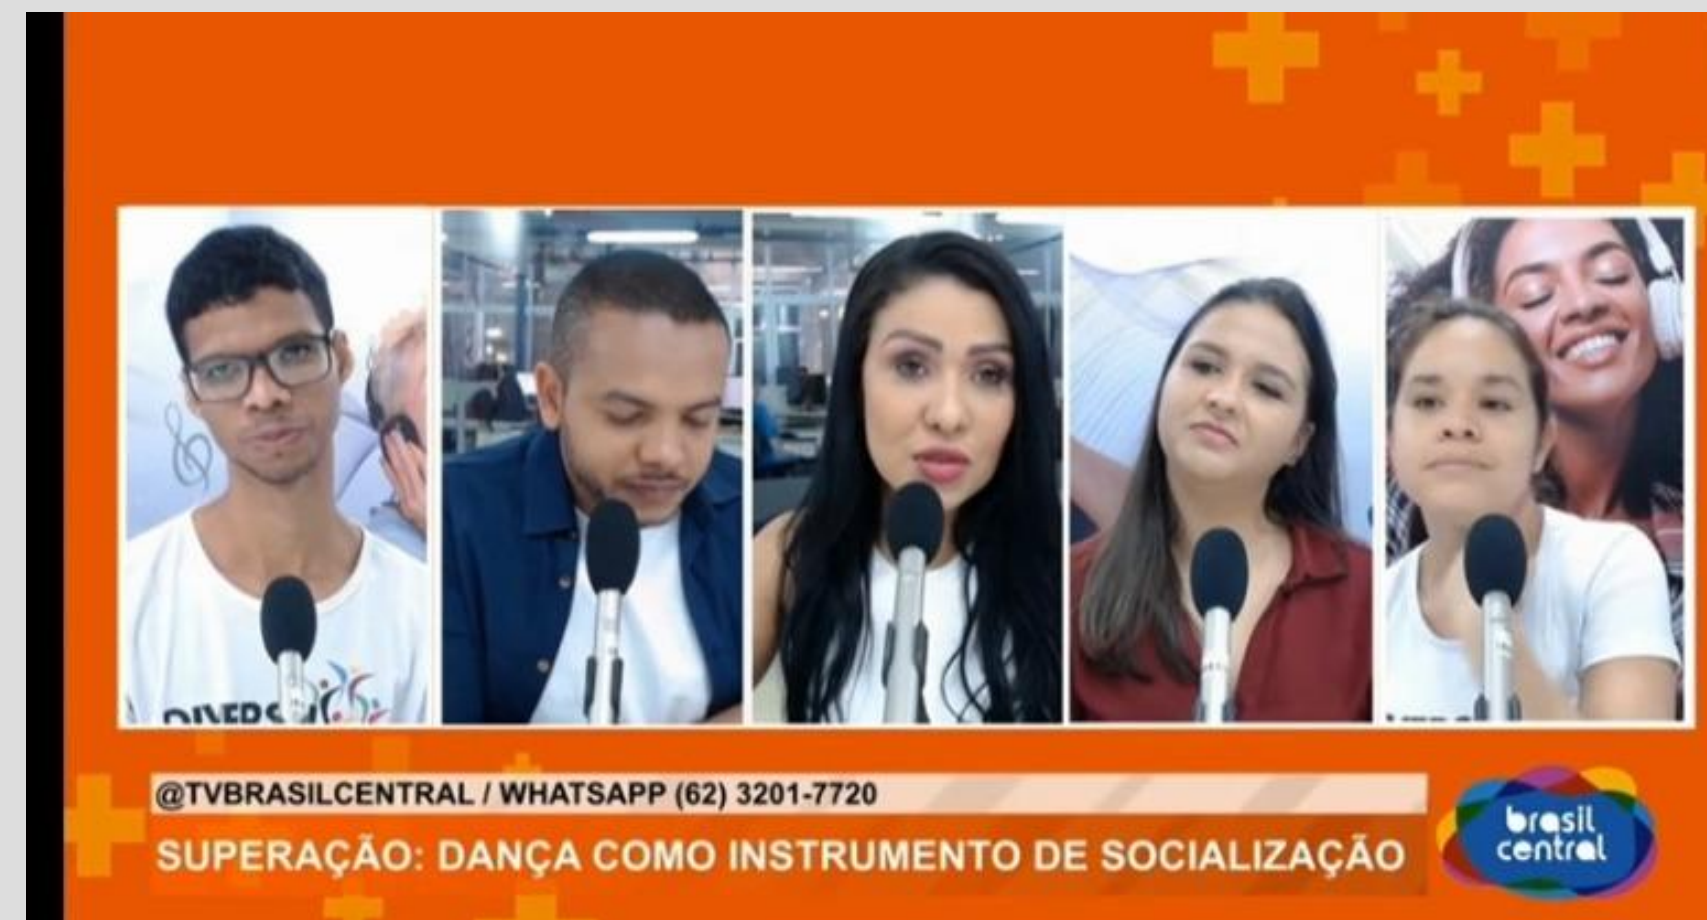 @TVBRASILCENTRAL / WHATSAPP (62) 3201-7720
SUPERAÇÃO: DANÇA COMO INSTRUMENTO DE SOCIALIZAÇÃO
brasil
central